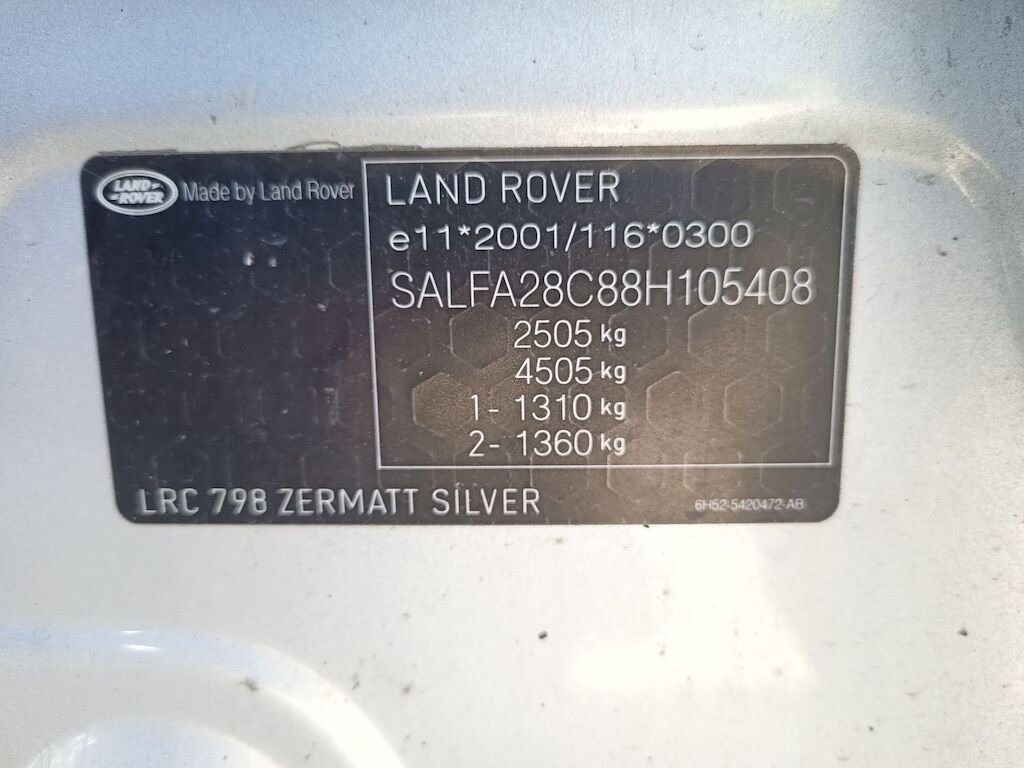 LAND ROVER
Made by Land Rover
LAND ROVER
e11*2001/116*0300
SALFA28C88H105408
2505 kg
4505 kg
1- 1310 kg
2- 1360 kg
LRC 798 ZERMATT SILVER
6H52-5420472-AB